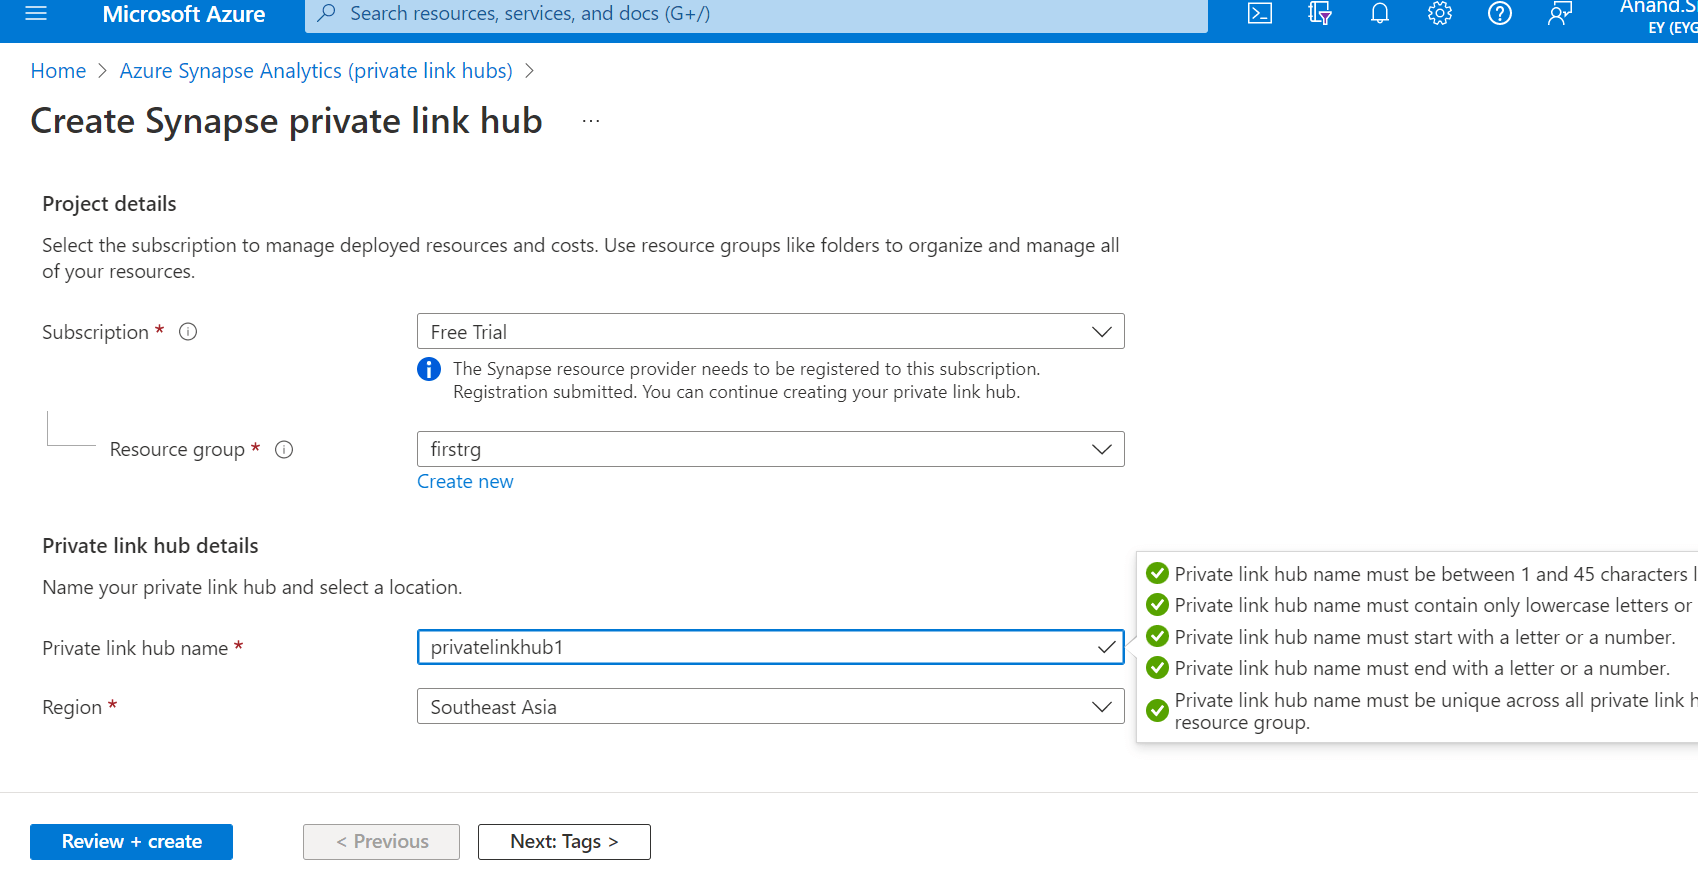 Microsoft Azure
Search resources, services, and docs (G+/)
EY (EYG
Home > Azure Synapse Analytics (private link hubs) >
Create Synapse private link hub ...
Project details
Select the subscription to manage deployed resources and costs. Use resource groups like folders to organize and manage all
of your resources.
Subscription *
Free Trial
The Synapse resource provider needs to be registered to this subscription.
Registration submitted. You can continue creating your private link hub.
Resource group *
firstrg
Create new
Private link hub details
Name your private link hub and select a location.
Private link hub name *
privatelinkhub1
Private link hub name must be between 1 and 45 characters
Private link hub name must contain only lowercase letters or
Private link hub name must start with a letter or a number.
Private link hub name must end with a letter or a number.
Private link hub name must be unique across all private link
resource group.
Region *
Southeast Asia
Review + create
< Previous
Next: Tags >